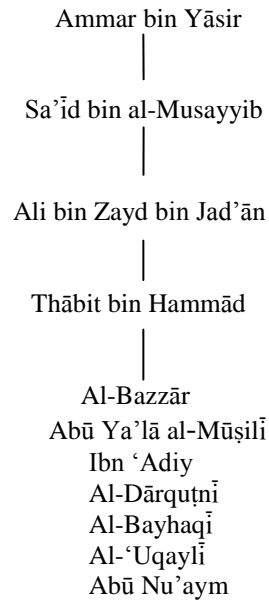 Ammar bin Yāsir
Sa’īd bin al-Musayyib
Ali bin Zayd bin Jad’ān
Thābit bin Hammād
Al-Bazzār
Abū Ya’lā al-Mūṣilī
Ibn ‘Adiy
Al-Dārquṭnī
Al-Bayhaqī
Al-‘Uqaylī
Abū Nu’aym